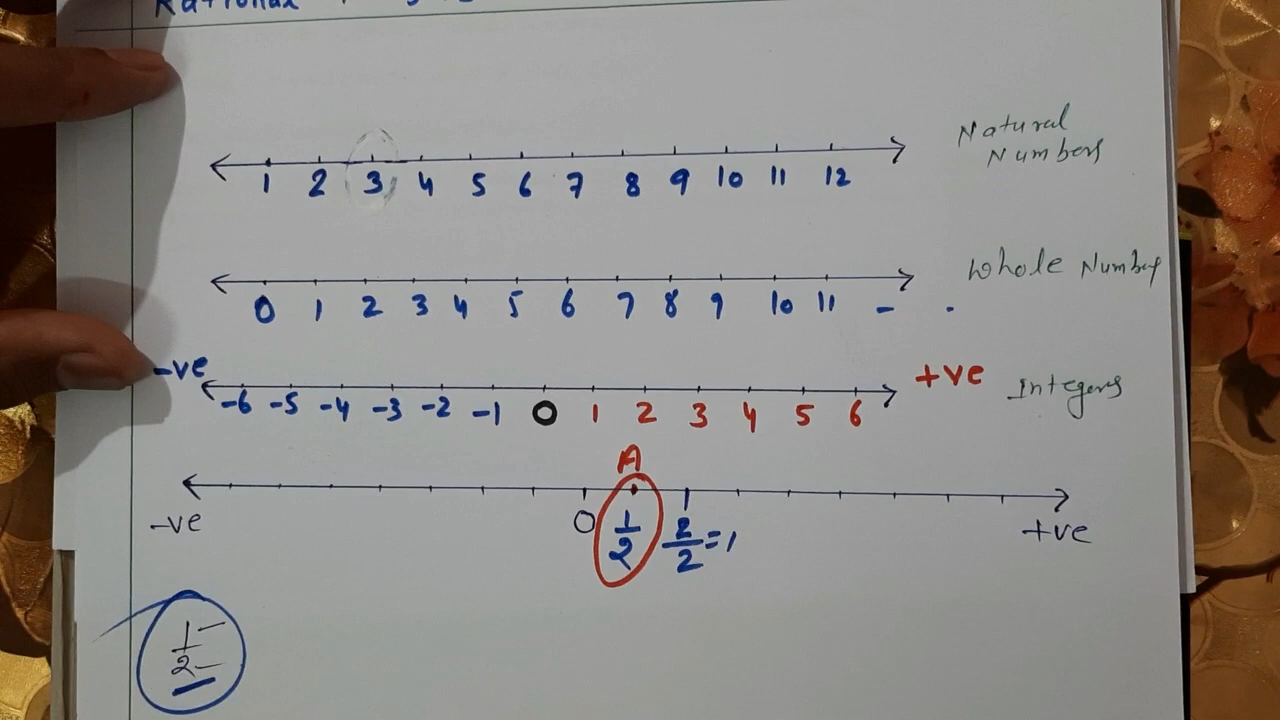 Rational
Natural
Numbers
1 2 3 4 5 6 7 8 9 10 11 12
Whole Number
0 1 2 3 4 5 6 7 8 9 10 11 - .
-ve +ve Integers
-6 -5 -4 -3 -2 -1 0 1 2 3 4 5 6
A
-ve 0 1/2 2/2 = 1 +ve
1/2